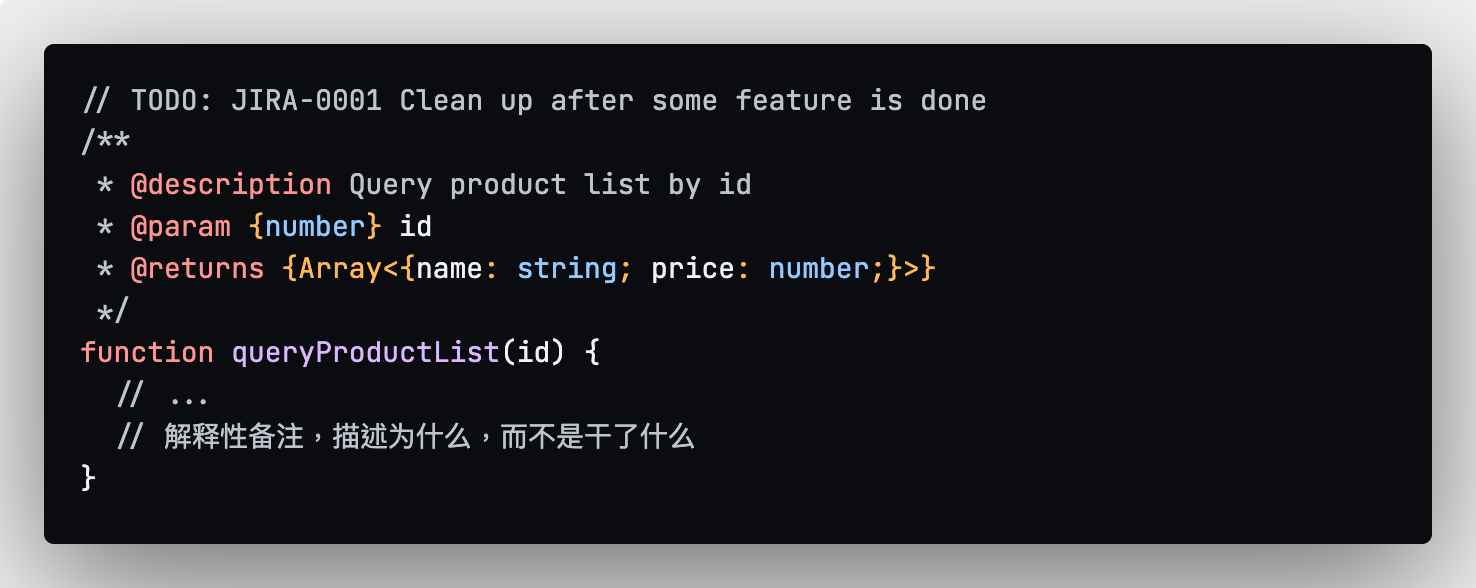 // TODO: JIRA-0001 Clean up after some feature is done
/**
 * @description Query product list by id
 * @param {number} id
 * @returns {Array<{name: string; price: number;}>}
 */
function queryProductList(id) {
  // ...
  // 解释性备注，描述为什么，而不是干了什么
}